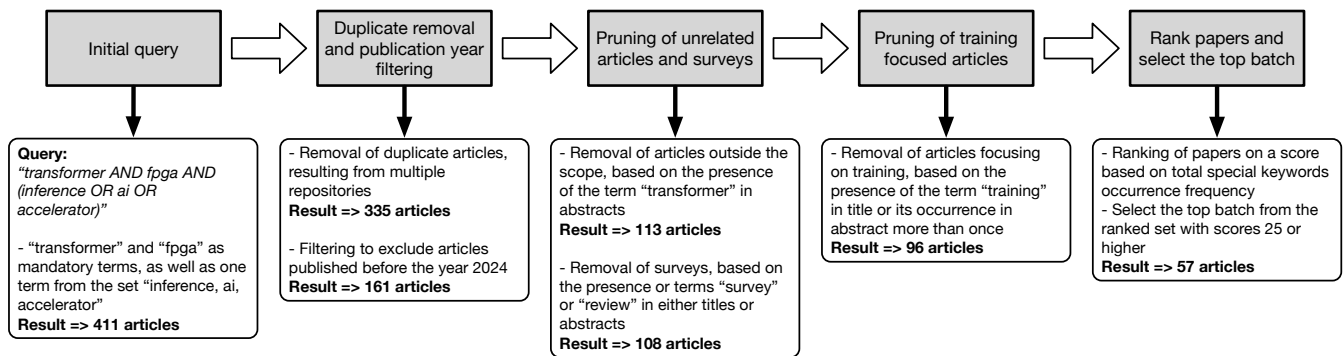 Initial query
Duplicate removal
and publication year
filtering
Pruning of unrelated
articles and surveys
Pruning of training
focused articles
Rank papers and
select the top batch
Query:
“transformer AND fpga AND
(inference OR ai OR
accelerator)”
- “transformer” and “fpga” as
mandatory terms, as well as one
term from the set “inference, ai,
accelerator”
Result => 411 articles
- Removal of duplicate articles,
resulting from multiple
repositories
Result => 335 articles
- Filtering to exclude articles
published before the year 2024
Result => 161 articles
- Removal of articles outside the
scope, based on the presence
of the term “transformer” in
abstracts
Result => 113 articles
- Removal of surveys, based on
the presence or terms “survey”
or “review” in either titles or
abstracts
Result => 108 articles
- Removal of articles focusing
on training, based on the
presence of the term “training”
in title or its occurrence in
abstract more than once
Result => 96 articles
- Ranking of papers on a score
based on total special keywords
occurrence frequency
- Select the top batch from the
ranked set with scores 25 or
higher
Result => 57 articles